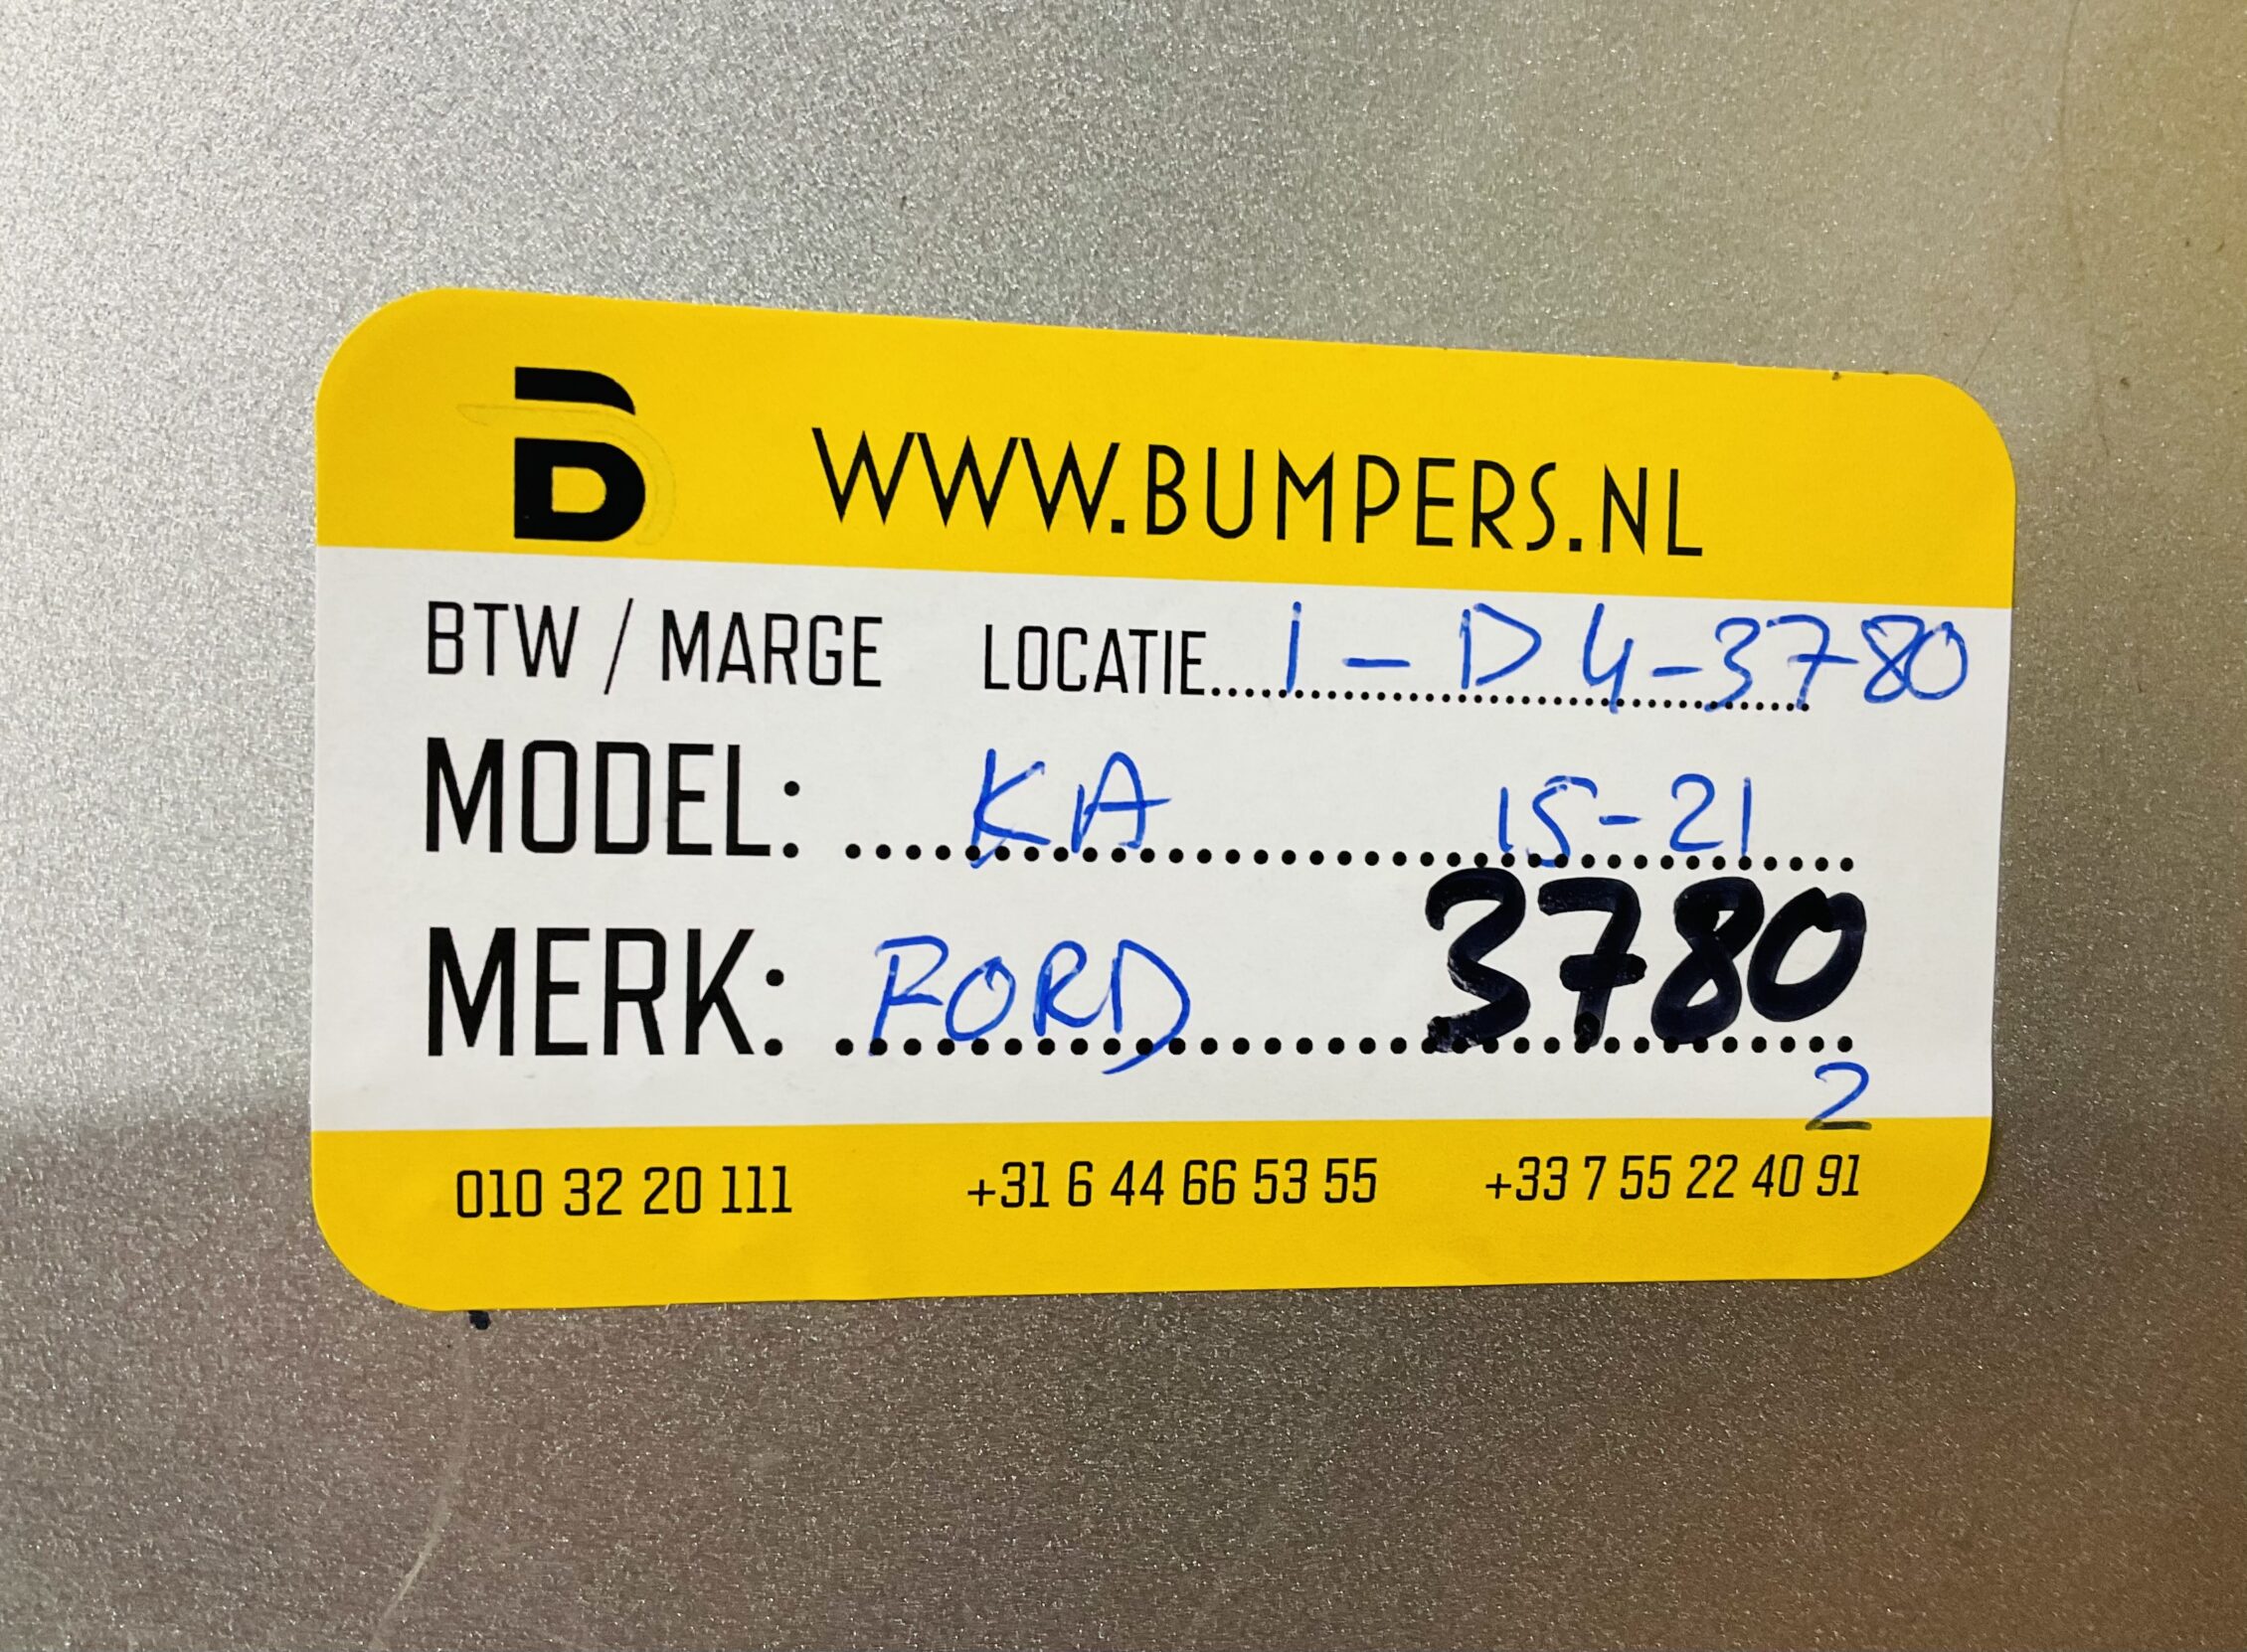 B WWW.BUMPERS.NL
BTW / MARGE LOCATIE...1 - D4-3780
MODEL: KA 15-21
MERK: FORD 3780
2
010 32 20 111 +31 6 44 66 53 55 +33 7 55 22 40 91